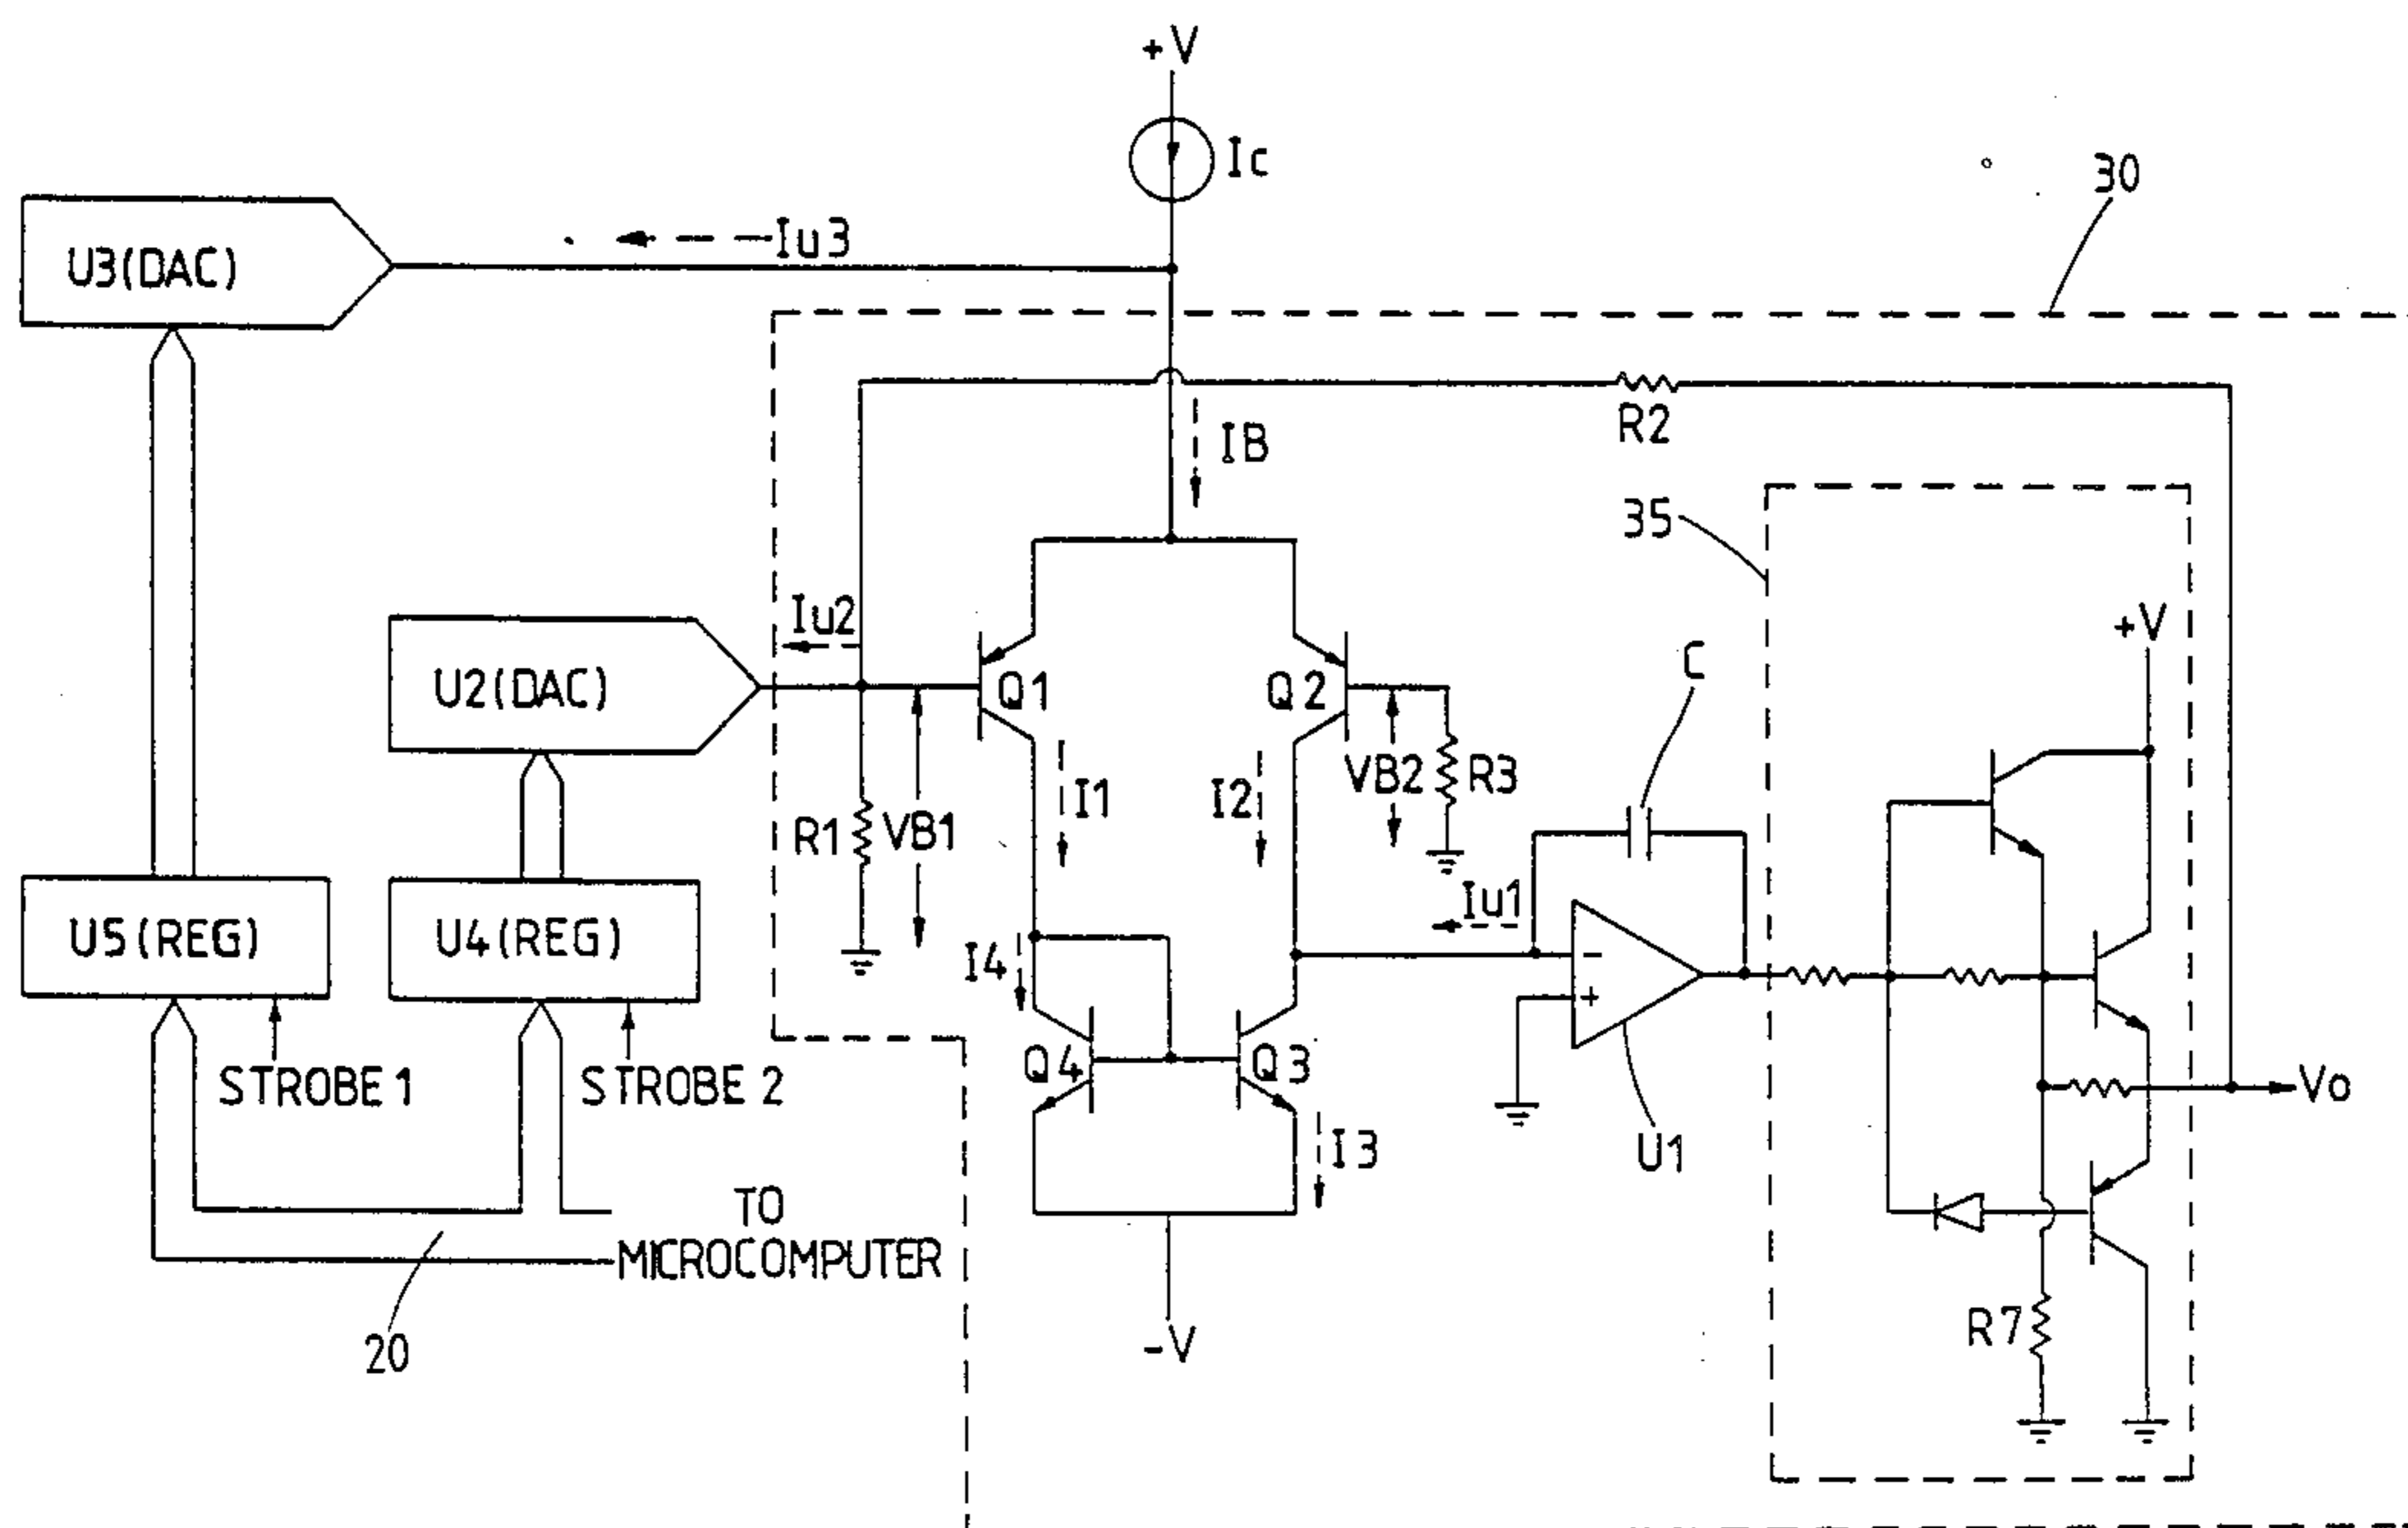 +V
Ic
30
Iu3
U3(DAC)
R2
IB
35
Iu2
+V
C
U2(DAC)
Q1
Q2
VB2
R3
I1
I2
R1
VB1
Iu1
U5(REG)
U4(REG)
I4
-
+
Q4
Q3
STROBE 1
STROBE 2
Vo
I3
U1
TO
MICROCOMPUTER
20
-V
R7